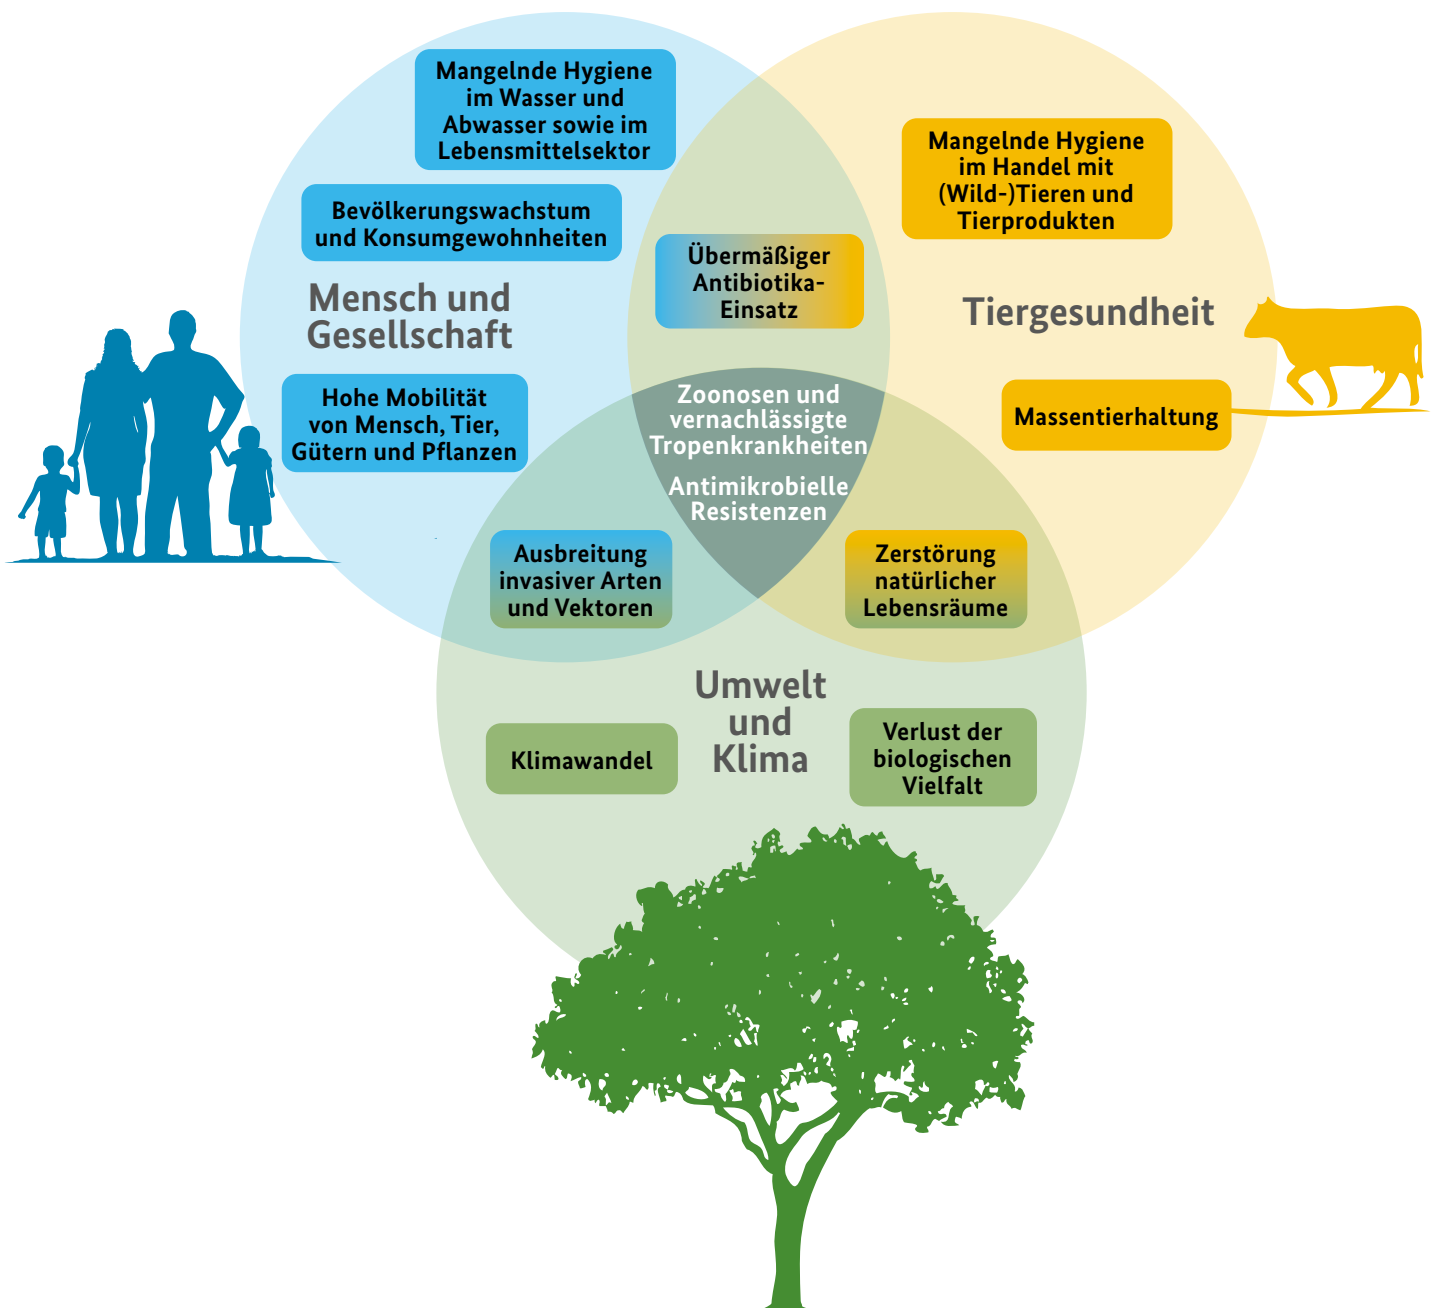 Mangelnde Hygiene
im Wasser und
Abwasser sowie im
Lebensmittelsektor
Bevölkerungswachstum
und Konsumgewohnheiten
Mensch und
Gesellschaft
Hohe Mobilität
von Mensch, Tier,
Gütern und Pflanzen
Übermäßiger
Antibiotika-
Einsatz
Mangelnde Hygiene
im Handel mit
(Wild-)Tieren und
Tierprodukten
Tiergesundheit
Massentierhaltung
Zoonosen und
vernachlässigte
Tropenkrankheiten
Antimikrobielle
Resistenzen
Ausbreitung
invasiver Arten
und Vektoren
Zerstörung
natürlicher
Lebensräume
Umwelt
und
Klima
Klimawandel
Verlust der
biologischen
Vielfalt